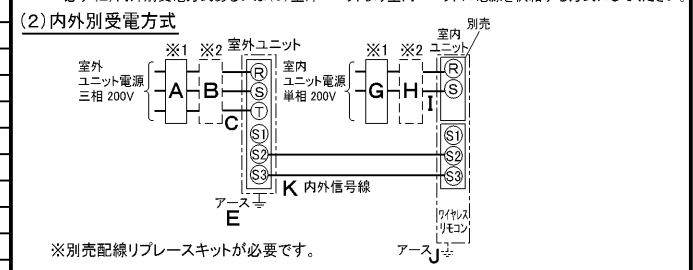 (2)内外別受電方式
別売
※1 ※2 室外ユニット
※1 ※2 室内ユニット
室外
ユニット電源
三相 200V
A B
C
R
S
T
S1
S2
S3
室内
ユニット電源
単相 200V
G H
I
R
S
S1
S2
S3
K 内外信号線
アース
E
ワイヤレス
リモコン
アース
J
※別売配線リプレースキットが必要です。